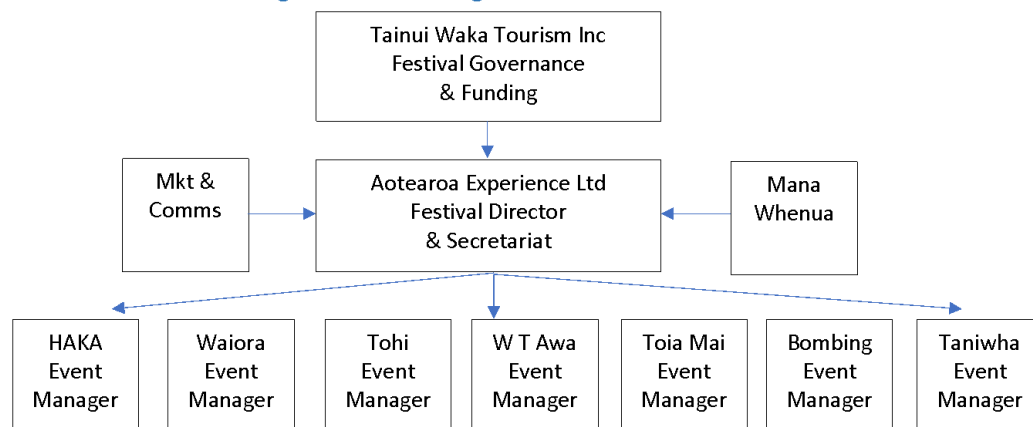 Tainui Waka Tourism Inc
Festival Governance
& Funding
Mkt &
Comms
Aotearoa Experience Ltd
Festival Director
& Secretariat
Mana
Whenua
HAKA
Event
Manager
Waiora
Event
Manager
Tohi
Event
Manager
W T Awa
Event
Manager
Toia Mai
Event
Manager
Bombing
Event
Manager
Taniwha
Event
Manager